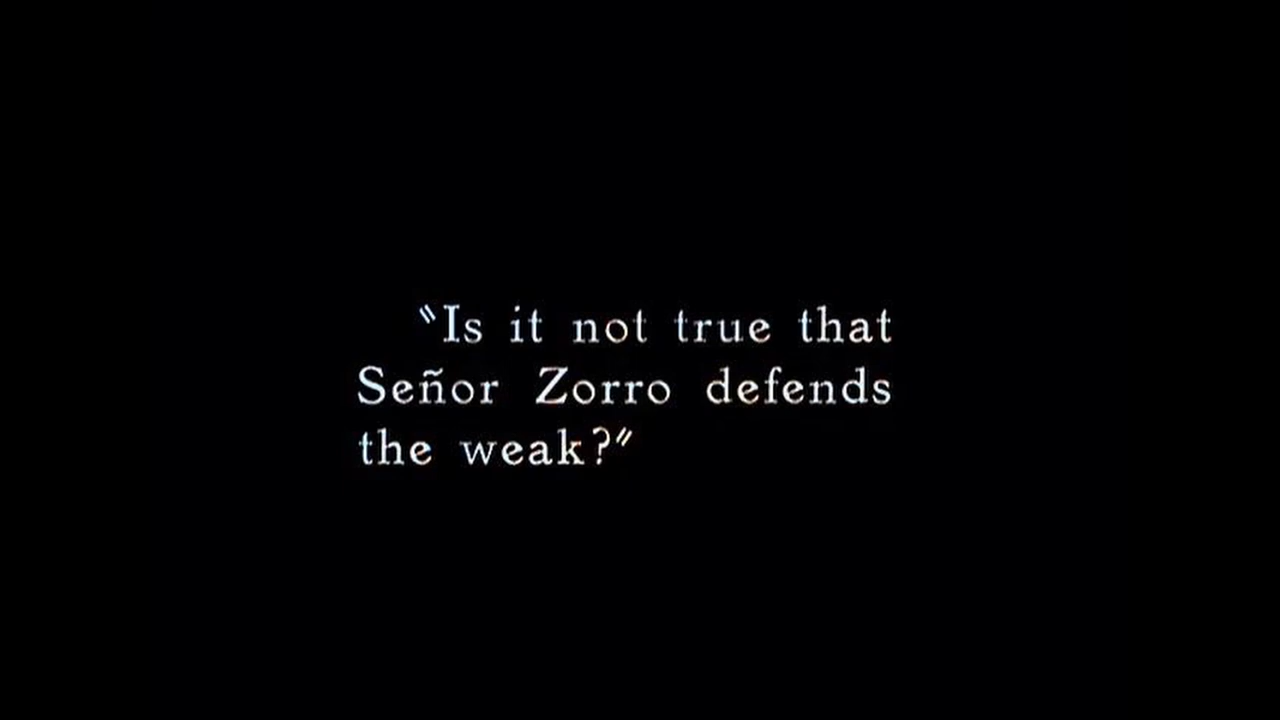 "Is it not true that
Señor Zorro defends
the weak?"